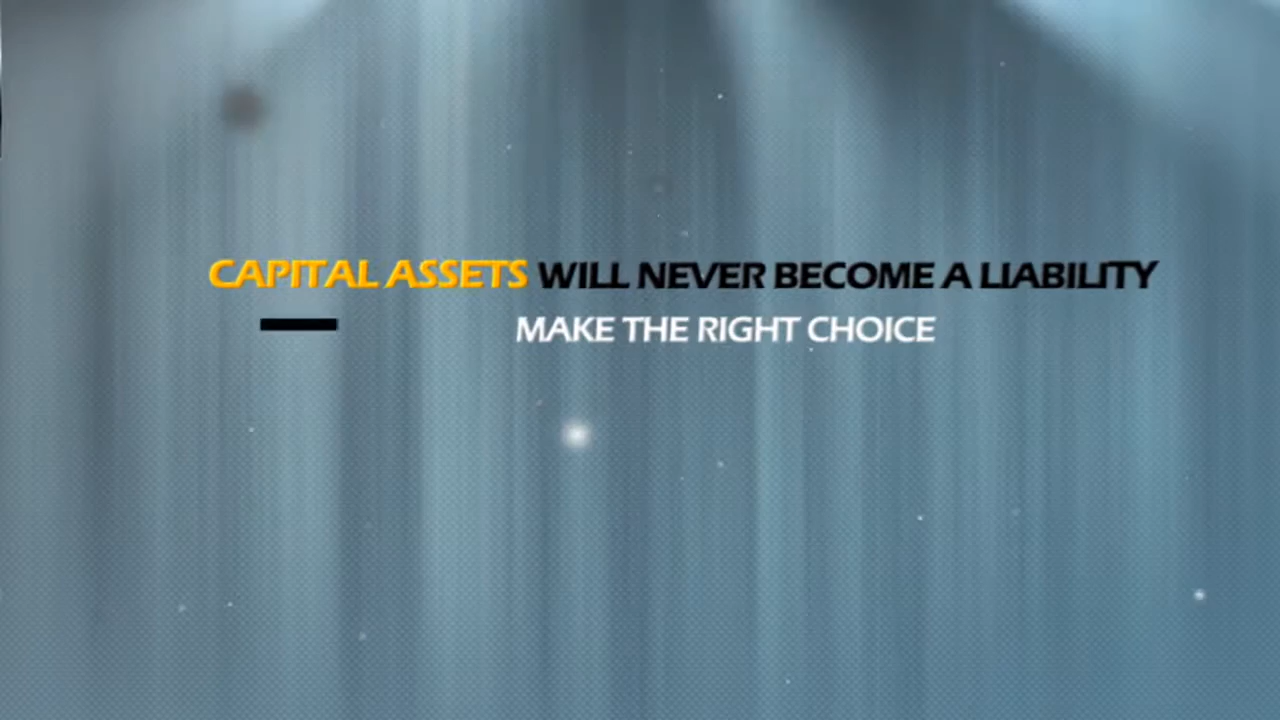 CAPITAL ASSETS WILL NEVER BECOME A LIABILITY
MAKE THE RIGHT CHOICE